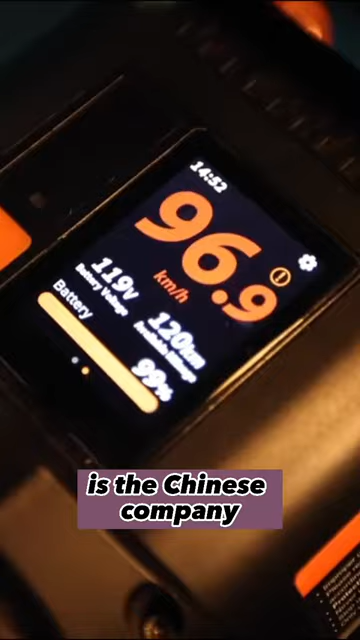 14:52
96.9
km/h
119V
Battery Voltage
120km
Available Mileage
Battery
99%
is the Chinese
company